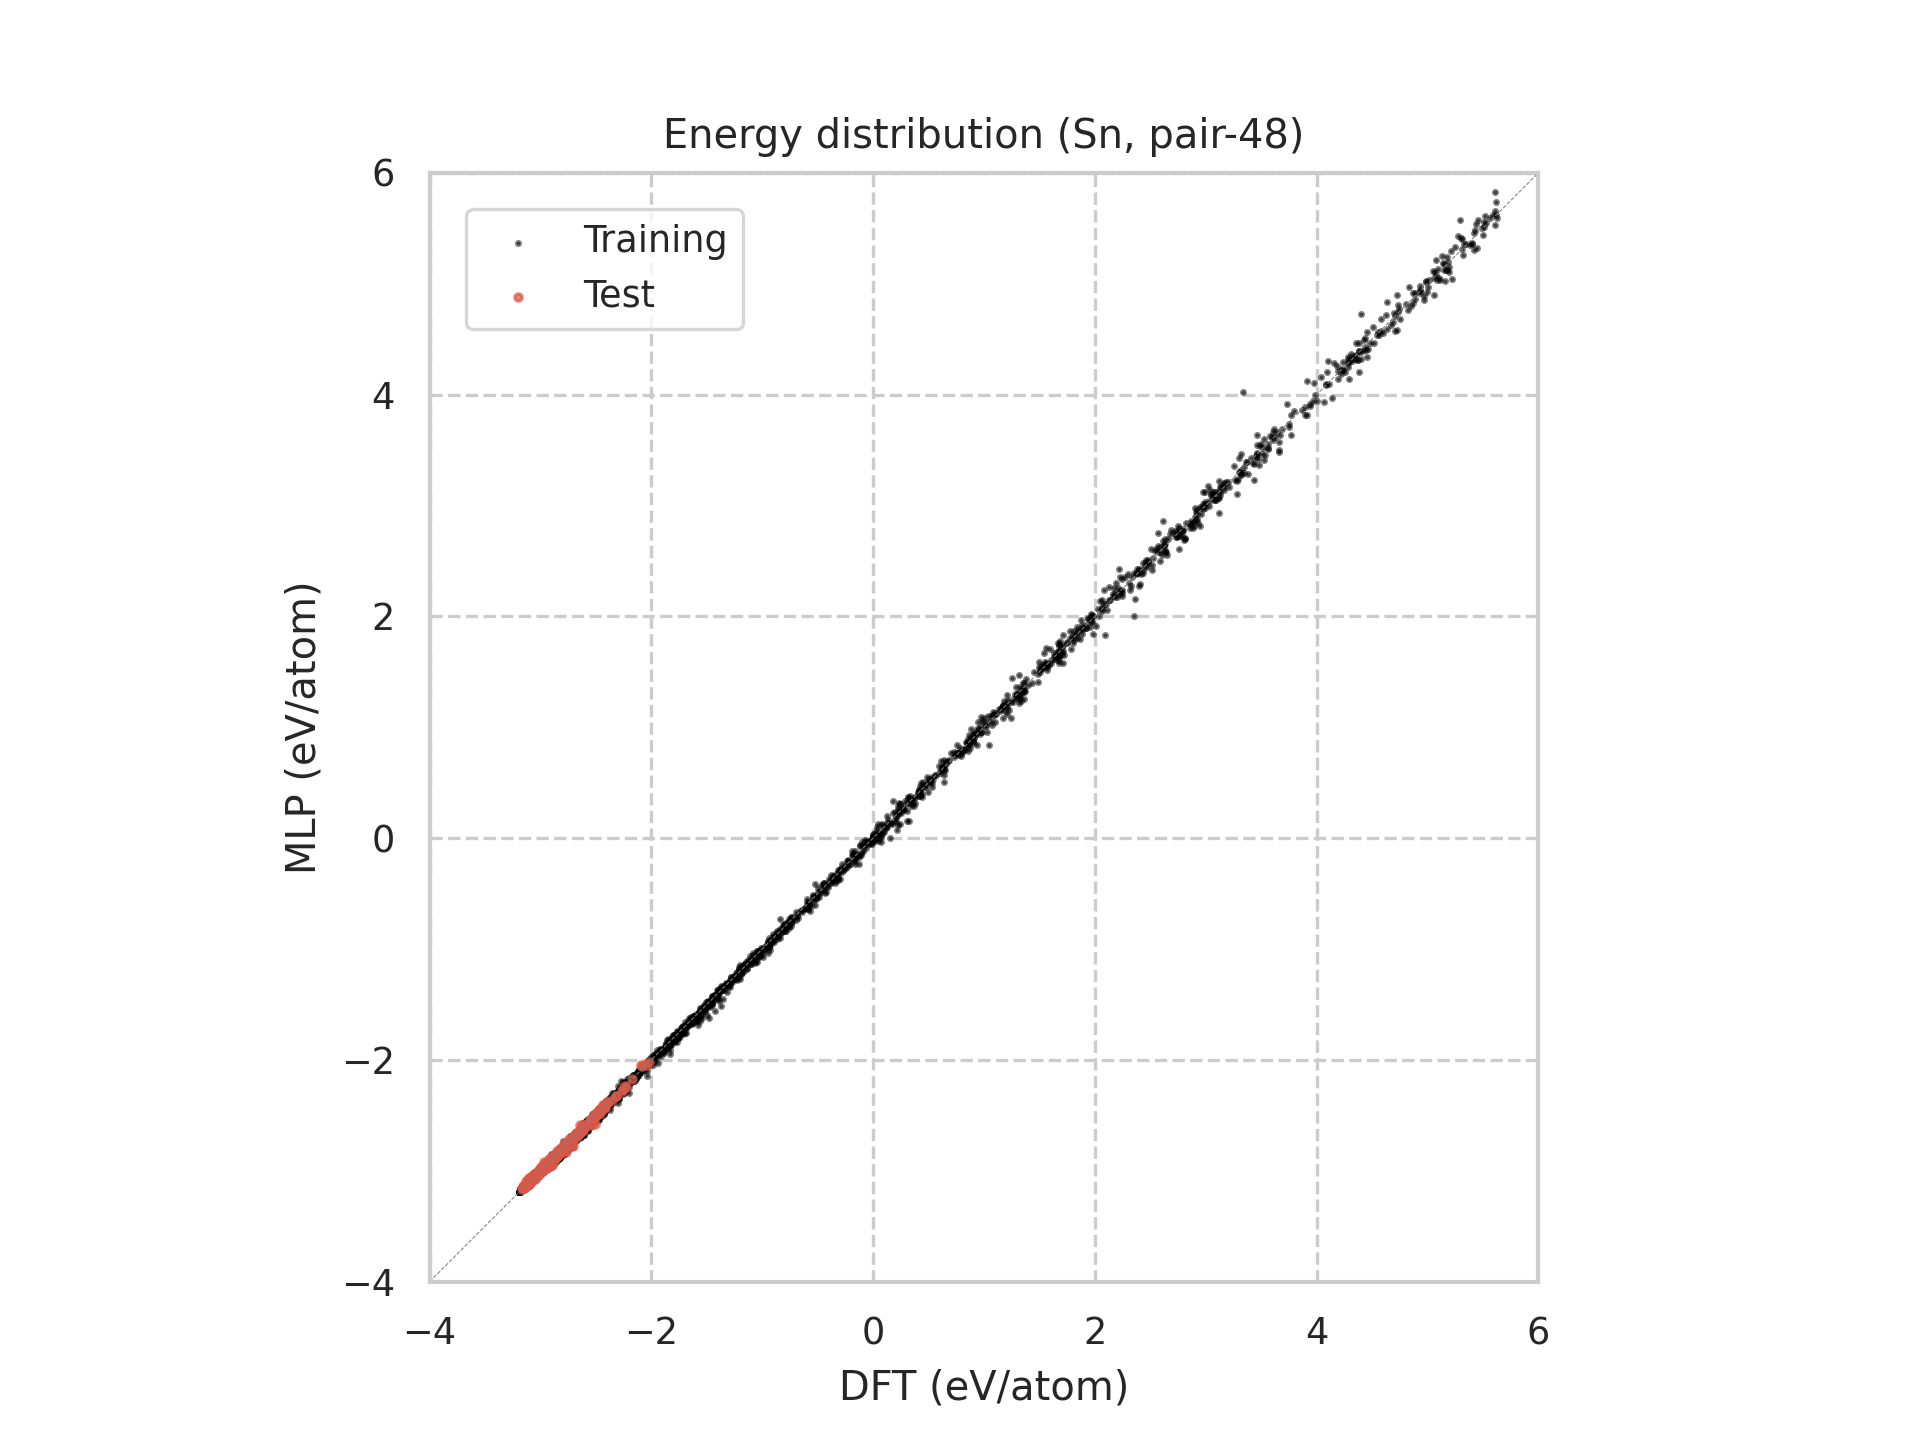 Energy distribution (Sn, pair-48)
6
4
2
0
−2
−4
Training
Test
MLP (eV/atom)
−4
−2
0
2
4
6
DFT (eV/atom)